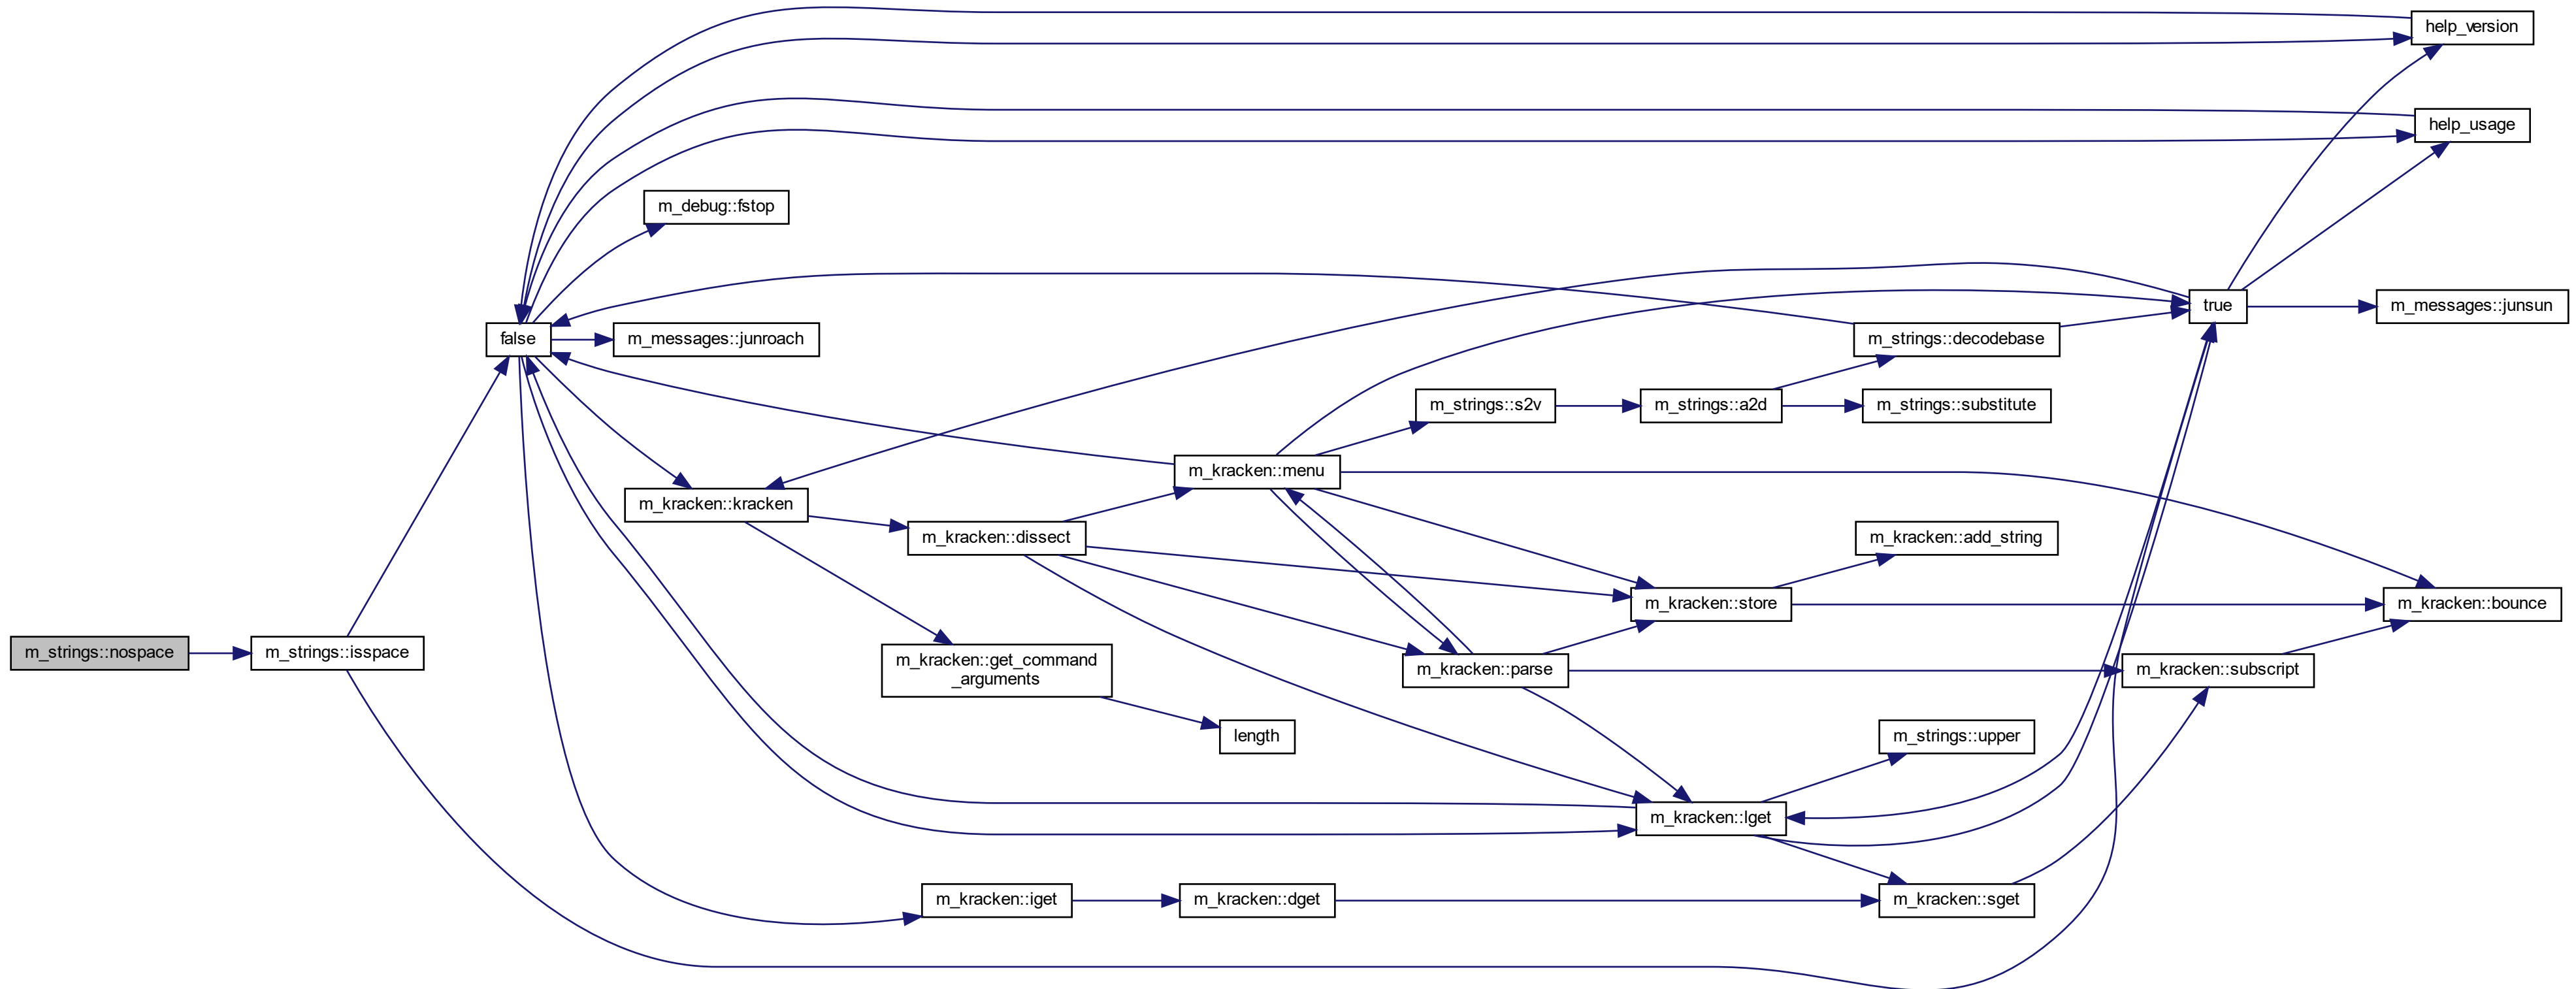 help_version
help_usage
m_debug::fstop
true
m_messages::junsun
false
m_messages::junroach
m_strings::decodebase
m_strings::s2v
m_strings::a2d
m_strings::substitute
m_kracken::menu
m_kracken::kracken
m_kracken::dissect
m_kracken::add_string
m_kracken::store
m_kracken::bounce
m_strings::nospace
m_strings::isspace
m_kracken::get_command
_arguments
m_kracken::parse
m_kracken::subscript
length
m_strings::upper
m_kracken::lget
m_kracken::iget
m_kracken::dget
m_kracken::sget